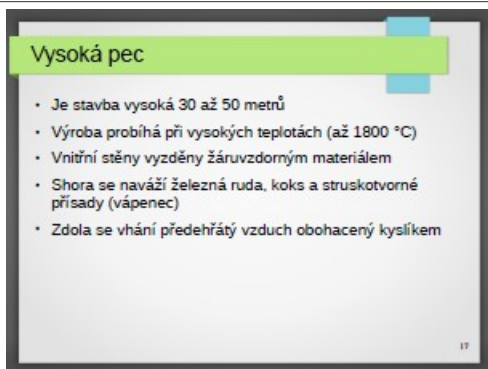 Vysoká pec
• Je stavba vysoká 30 až 50 metrů
• Výroba probíhá při vysokých teplotách (až 1800 °C)
• Vnitřní stěny vyzděny žáruvzdorným materiálem
• Shora se naváží železná ruda, koks a struskotvorné
přísady (vápenec)
• Zdola se vhání předehřátý vzduch obohacený kyslíkem
17